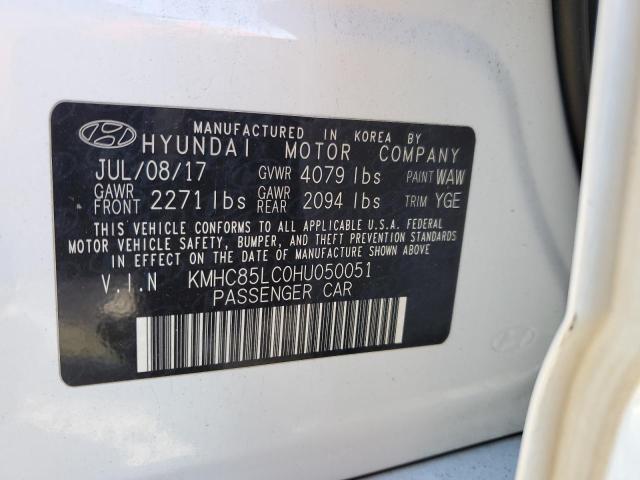 MANUFACTURED IN KOREA BY
HYUNDAI MOTOR COMPANY
JUL/08/17 GVWR 4079 lbs PAINT WAW
GAWR FRONT 2271 lbs GAWR REAR 2094 lbs TRIM YGE
THIS VEHICLE CONFORMS TO ALL APPLICABLE U.S.A. FEDERAL
MOTOR VEHICLE SAFETY, BUMPER, AND THEFT PREVENTION STANDARDS
IN EFFECT ON THE DATE OF MANUFACTURE SHOWN ABOVE
V.I.N KMHC85LC0HU050051
PASSENGER CAR